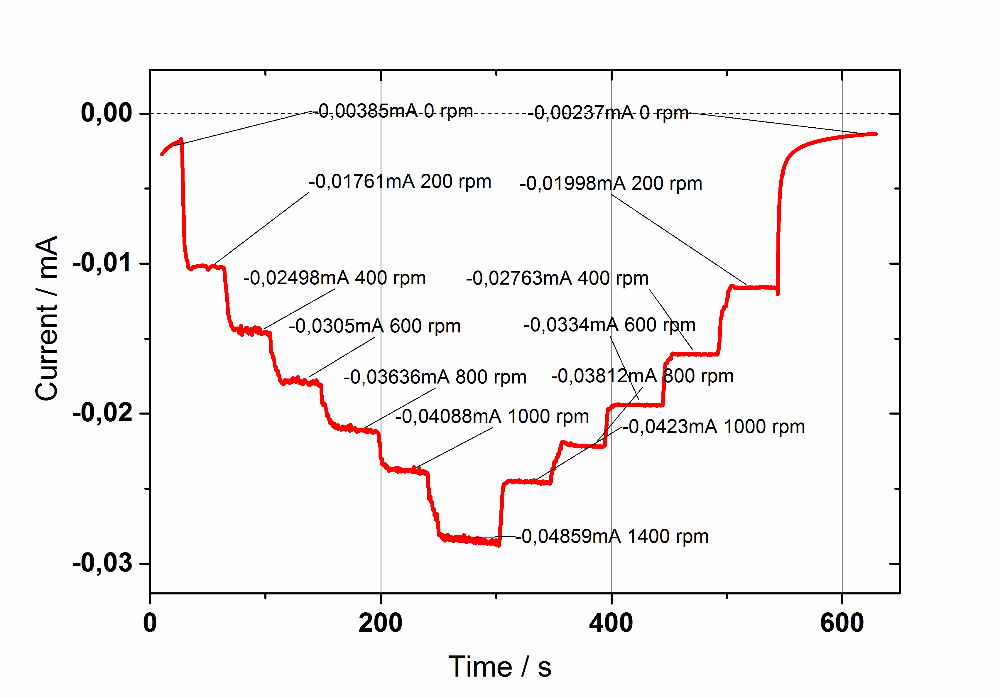 -0,00385mA 0 rpm
-0,00237mA 0 rpm
-0,01761mA 200 rpm
-0,01998mA 200 rpm
-0,02498mA 400 rpm
-0,02763mA 400 rpm
-0,0305mA 600 rpm
-0,0334mA 600 rpm
-0,03636mA 800 rpm
-0,03812mA 800 rpm
-0,04088mA 1000 rpm
-0,0423mA 1000 rpm
-0,04859mA 1400 rpm
0,00
-0,01
-0,02
-0,03
Current / mA
0
200
400
600
Time / s